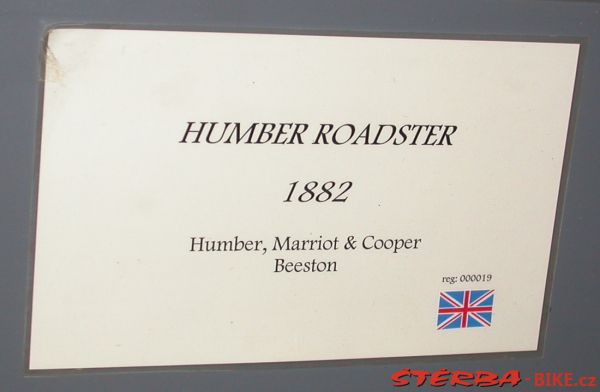 HUMBER ROADSTER
1882
Humber, Marriot & Cooper
Beeston
reg: 000019
STERBA-BIKE.cz